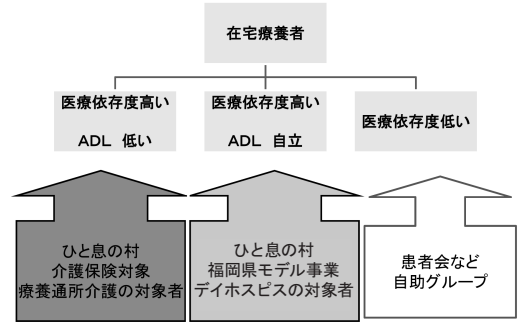 在宅療養者
医療依存度高い
ADL 低い
医療依存度高い
ADL 自立
医療依存度低い
ひと息の村
介護保険対象
療養通所介護の対象者
ひと息の村
福岡県モデル事業
デイホスピスの対象者
患者会など
自助グループ